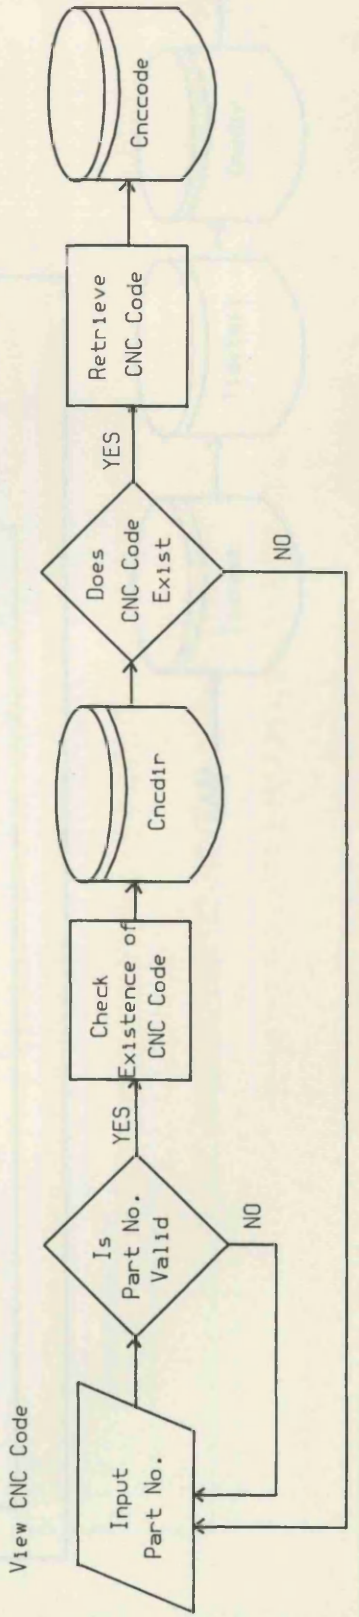 View CNC Code
Input
Part No.
Is
Part No.
Valid
YES
NO
Check
Existence of
CNC Code
Cncdir
Does
CNC Code
Exist
YES
NO
Retrieve
CNC Code
Cnccode